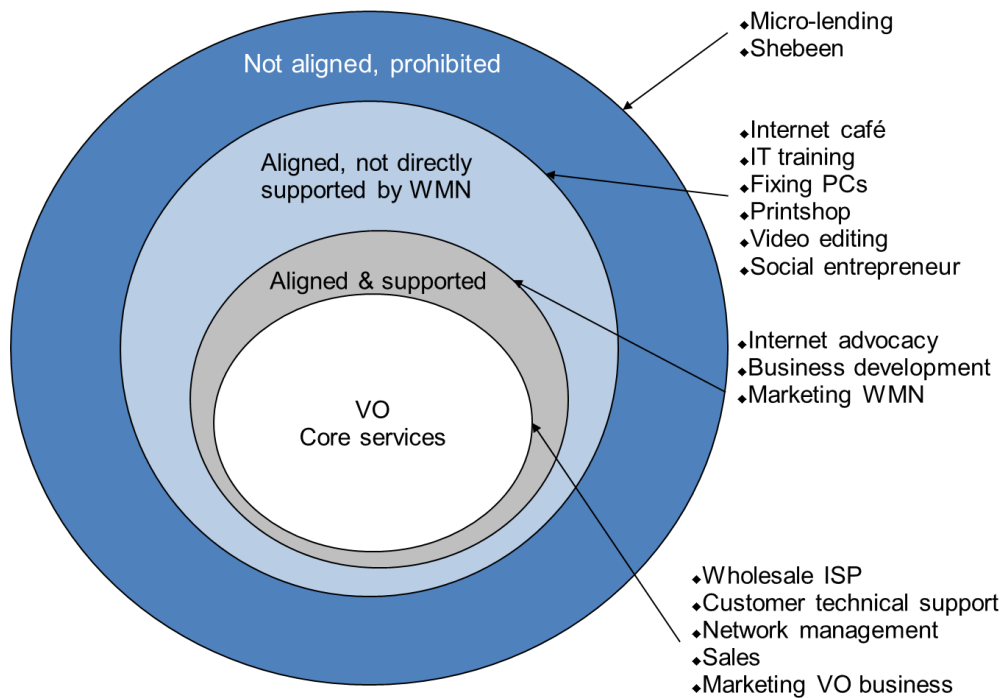 Not aligned, prohibited
Aligned, not directly
supported by WMN
Aligned & supported
VO
Core services
◆Micro-lending
◆Shebeen
◆Internet café
◆IT training
◆Fixing PCs
◆Printshop
◆Video editing
◆Social entrepreneur
◆Internet advocacy
◆Business development
◆Marketing WMN
◆Wholesale ISP
◆Customer technical support
◆Network management
◆Sales
◆Marketing VO business